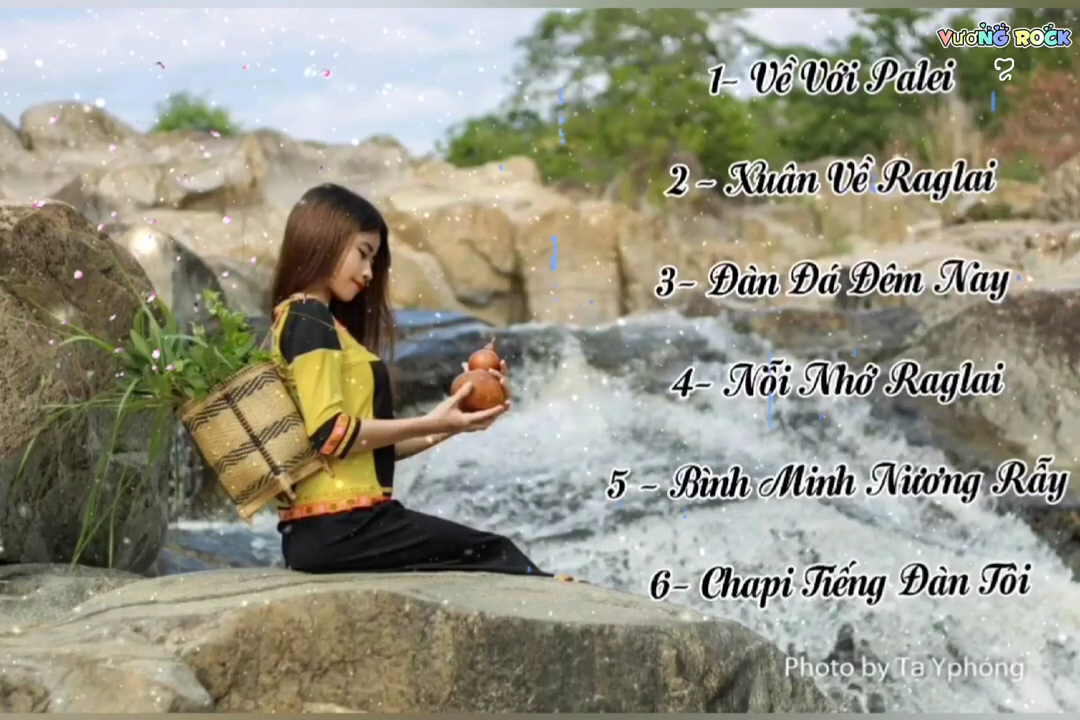 VƯƠNG ROCK
1- Về Với Palei
2 - Xuân Về Raglai
3- Đàn Đá Đêm Nay
4- Nỗi Nhớ Raglai
5 - Bình Minh Nương Rẫy
6- Chapi Tiếng Đàn Tôi
Photo by Tạ Yphóng